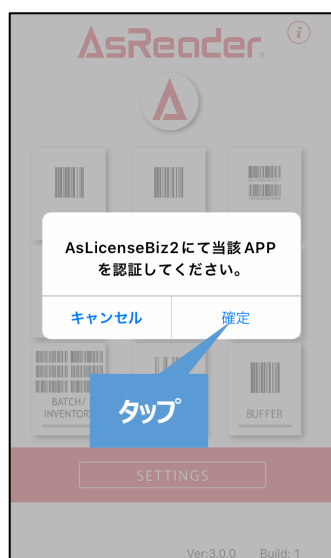 AsReader.
i
A
AsLicenseBiz2にて当該APP
を認証してください。
キャンセル
確定
タップ
BATCH/
INVENTOR
BUFFER
SETTINGS
Ver:3.0.0 Build: 1